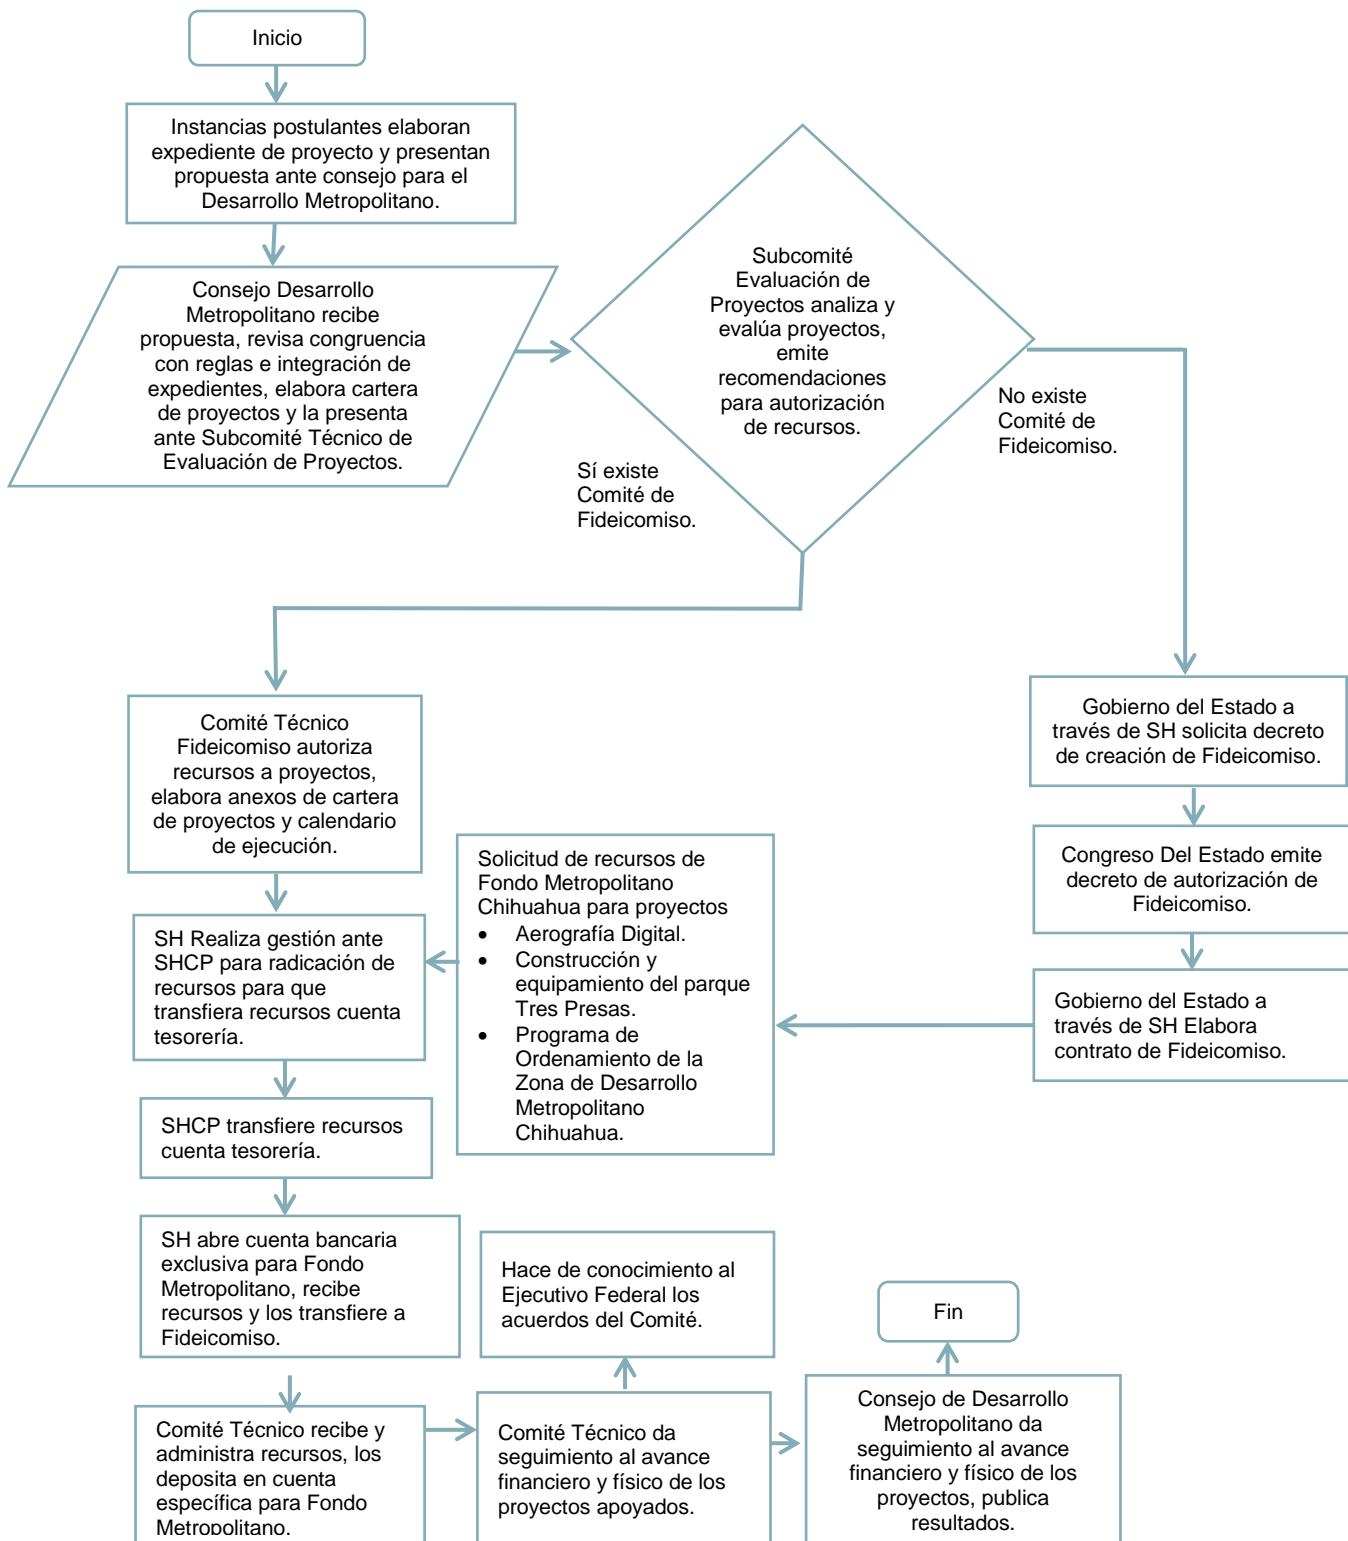 Inicio
Instancias postulantes elaboran
expediente de proyecto y presentan
propuesta ante consejo para el
Desarrollo Metropolitano.
Consejo Desarrollo
Metropolitano recibe
propuesta, revisa congruencia
con reglas e integración de
expedientes, elabora cartera
de proyectos y la presenta
ante Subcomité Técnico de
Evaluación de Proyectos.
Subcomité
Evaluación de
Proyectos analiza y
evalúa proyectos,
emite
recomendaciones
para autorización
de recursos.
No existe
Comité de
Fideicomiso.
Sí existe
Comité de
Fideicomiso.
Comité Técnico
Fideicomiso autoriza
recursos a proyectos,
elabora anexos de cartera
de proyectos y calendario
de ejecución.
Gobierno del Estado a
través de SH solicita decreto
de creación de Fideicomiso.
Congreso Del Estado emite
decreto de autorización de
Fideicomiso.
Gobierno del Estado a
través de SH Elabora
contrato de Fideicomiso.
Solicitud de recursos de
Fondo Metropolitano
Chihuahua para proyectos
• Aerografía Digital.
• Construcción y
equipamiento del parque
Tres Presas.
• Programa de
Ordenamiento de la
Zona de Desarrollo
Metropolitano
Chihuahua.
SH Realiza gestión ante
SHCP para radicación de
recursos para que
transfiera recursos cuenta
tesorería.
SHCP transfiere recursos
cuenta tesorería.
SH abre cuenta bancaria
exclusiva para Fondo
Metropolitano, recibe
recursos y los transfiere a
Fideicomiso.
Comité Técnico recibe y
administra recursos, los
deposita en cuenta
específica para Fondo
Metropolitano.
Hace de conocimiento al
Ejecutivo Federal los
acuerdos del Comité.
Comité Técnico da
seguimiento al avance
financiero y físico de los
proyectos apoyados.
Fin
Consejo de Desarrollo
Metropolitano da
seguimiento al avance
financiero y físico de los
proyectos, publica
resultados.